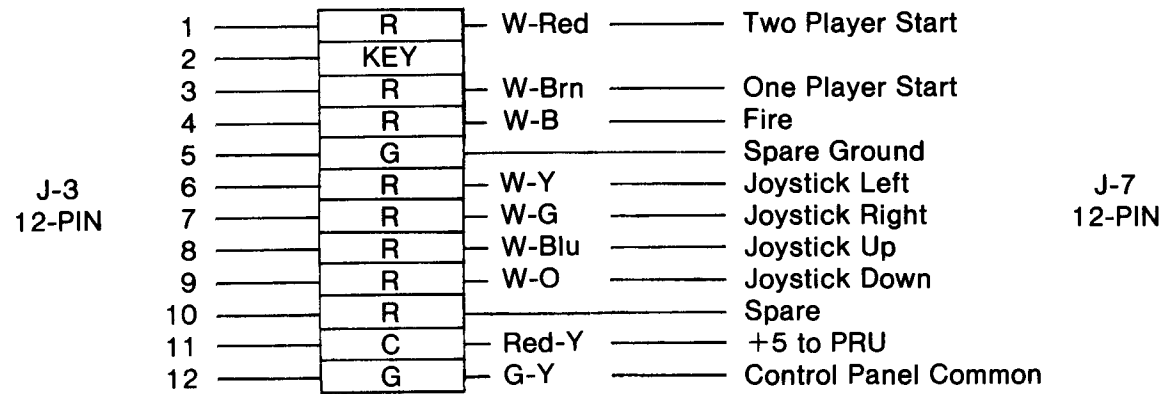 1 R W-Red Two Player Start
2 KEY
3 R W-Brn One Player Start
4 R W-B Fire
5 G Spare Ground
J-3 6 R W-Y Joystick Left J-7
12-PIN 7 R W-G Joystick Right 12-PIN
8 R W-Blu Joystick Up
9 R W-O Joystick Down
10 R Spare
11 C Red-Y +5 to PRU
12 G G-Y Control Panel Common